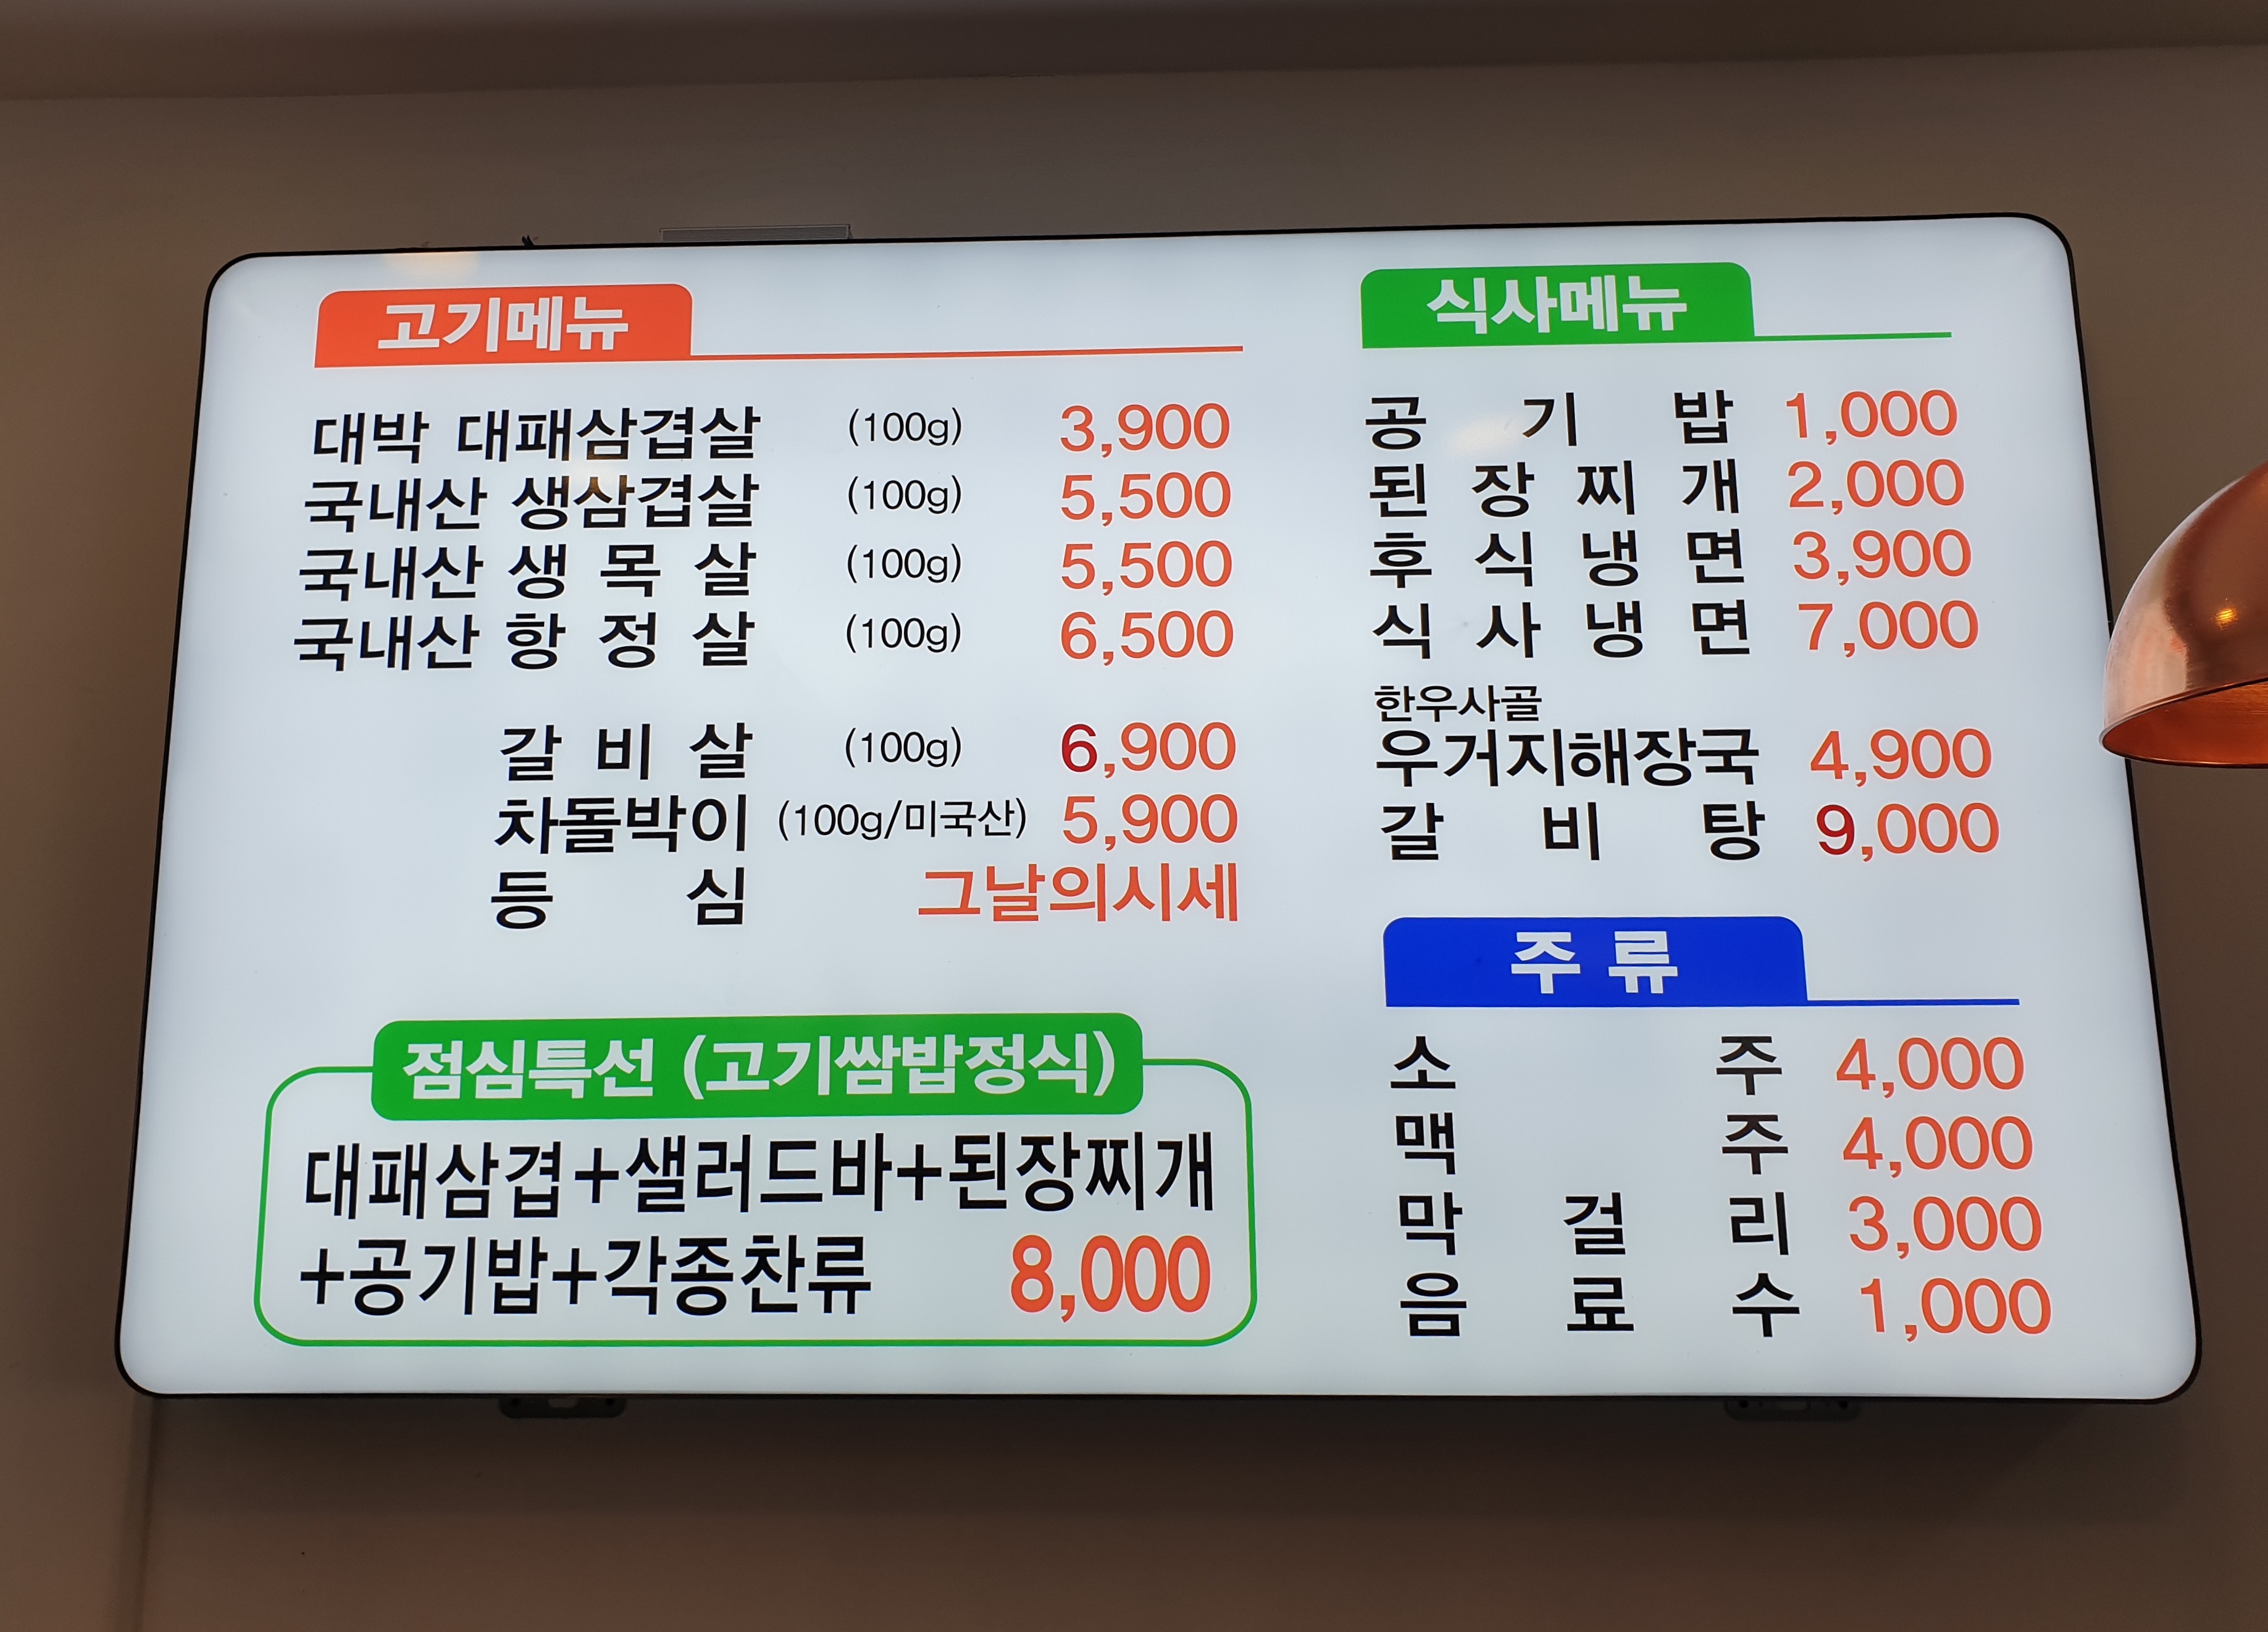 고기메뉴
대박 대패삼겹살 (100g) 3,900
국내산 생삼겹살 (100g) 5,500
국내산 생목살 (100g) 5,500
국내산 항정살 (100g) 6,500
갈비살 (100g) 6,900
차돌박이 (100g/미국산) 5,900
등심 그날의시세
점심특선 (고기쌈밥정식)
대패삼겹+샐러드바+된장찌개
+공기밥+각종찬류 8,000
식사메뉴
공기밥 1,000
된장찌개 2,000
후식냉면 3,900
식사냉면 7,000
한우사골
우거지해장국 4,900
갈비탕 9,000
주류
소주 4,000
맥주 4,000
막걸리 3,000
음료수 1,000